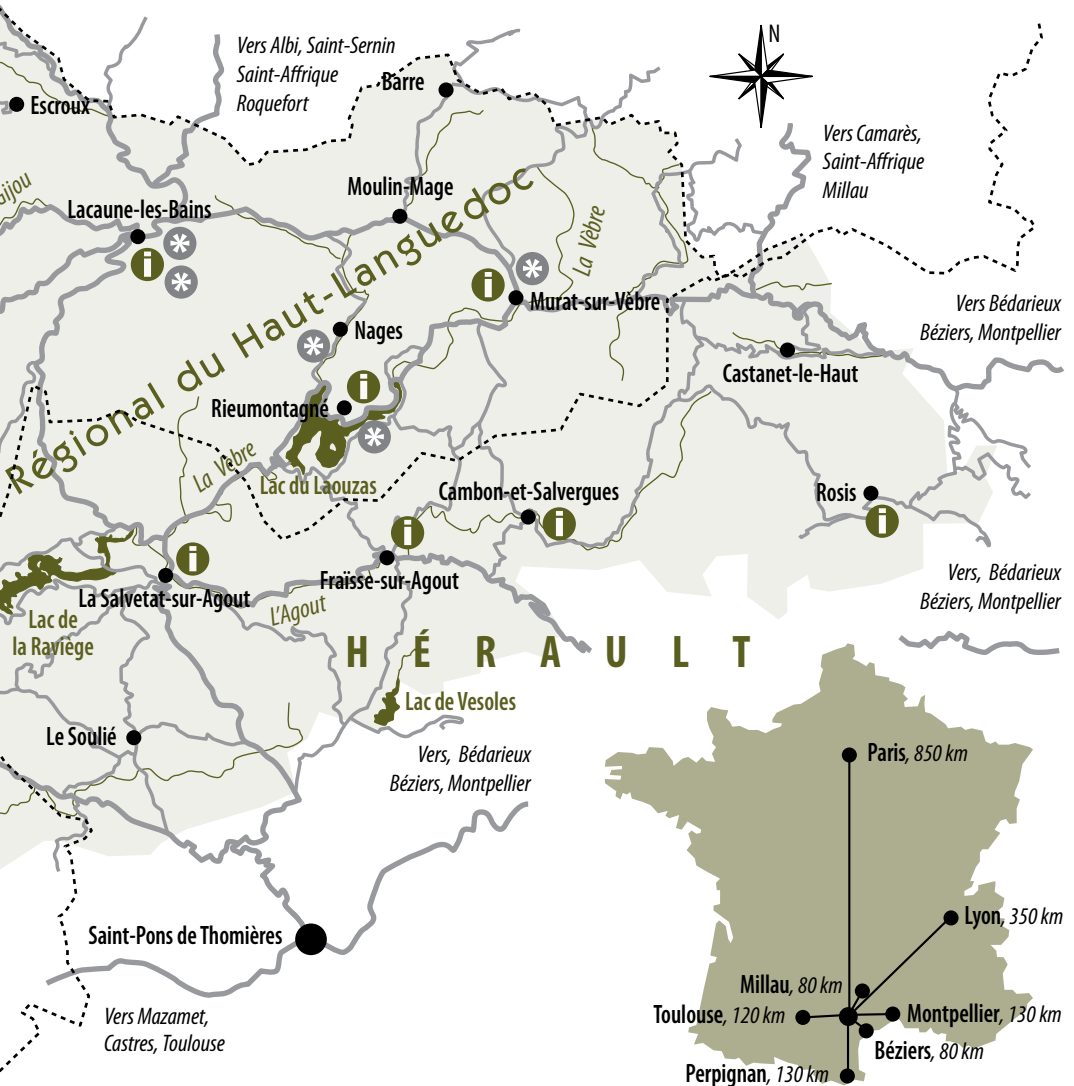 Vers Albi, Saint-Sernin
Saint-Affrique
Roquefort
N
Barre
Escroux
Vers Camarès,
Saint-Affrique
Millau
Gijou
Moulin-Mage
Lacaune-les-Bains
*
i
*
La Vèbre
*
i
Murat-sur-Vèbre
Vers Bédarieux
Béziers, Montpellier
Régional du Haut-Languedoc
Nages
*
Castanet-le-Haut
i
Rieumontagné
*
La Vèbre
Lac du Laouzas
Cambon-et-Salvergues
i
Rosis
i
i
Fraïsse-sur-Agout
i
La Salvetat-sur-Agout
L'Agout
Vers, Bédarieux
Béziers, Montpellier
Lac de
la Raviège
HÉRAULT
Lac de Vesoles
Le Soulié
Vers, Bédarieux
Béziers, Montpellier
Saint-Pons de Thomières
Vers Mazamet,
Castres, Toulouse
Paris, 850 km
Lyon, 350 km
Millau, 80 km
Toulouse, 120 km
Montpellier, 130 km
Béziers, 80 km
Perpignan, 130 km